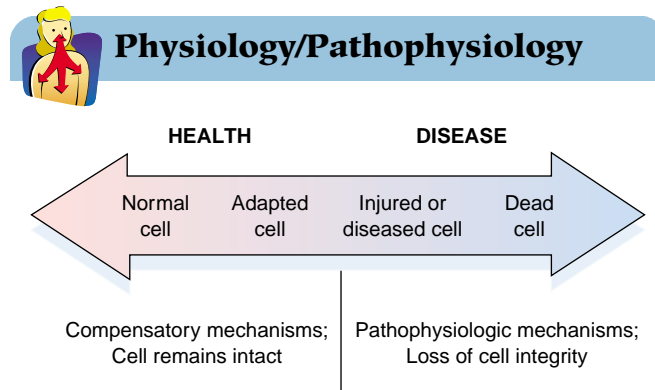 Physiology/Pathophysiology
HEALTH DISEASE
Normal cell
Adapted cell
Injured or diseased cell
Dead cell
Compensatory mechanisms;
Cell remains intact
Pathophysiologic mechanisms;
Loss of cell integrity